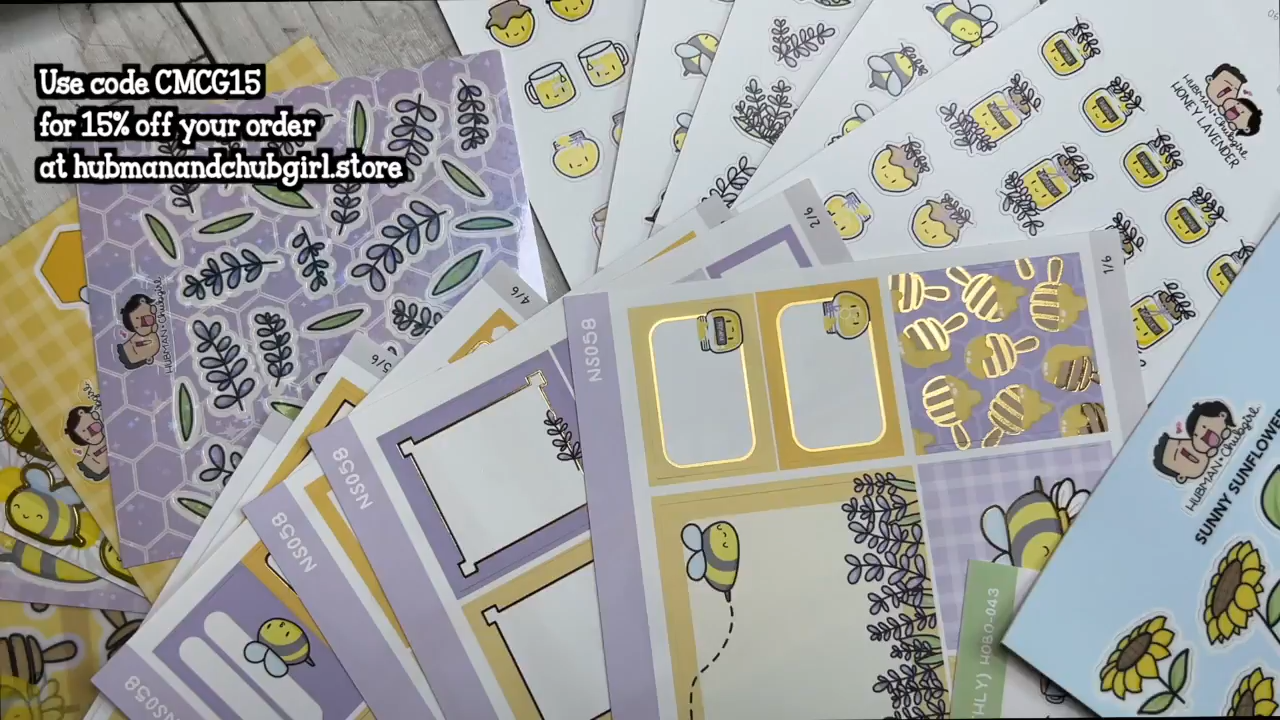 Use code CMCG15
for 15% off your order
at hubmanandchubgirl.store
HUBMAN+Chubgirl
HONEY LAVENDER
2/6
1/6
4/6
5/6
NS058
NS058
NS058
NS058
HUBMAN+Chubgirl
HUBMAN+Chubgirl
SUNNY SUNFLOWER
HLY) HOBO-043